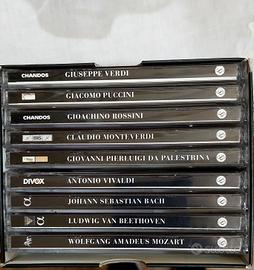 CHANDOS GIUSEPPE VERDI
GIACOMO PUCCINI
CHANDOS GIOACHINO ROSSINI
CLAUDIO MONTEVERDI
GIOVANNI PIERLUIGI DA PALESTRINA
DIVOX ANTONIO VIVALDI
α JOHANN SEBASTIAN BACH
α LUDWIG VAN BEETHOVEN
WOLFGANG AMADEUS MOZART
subito